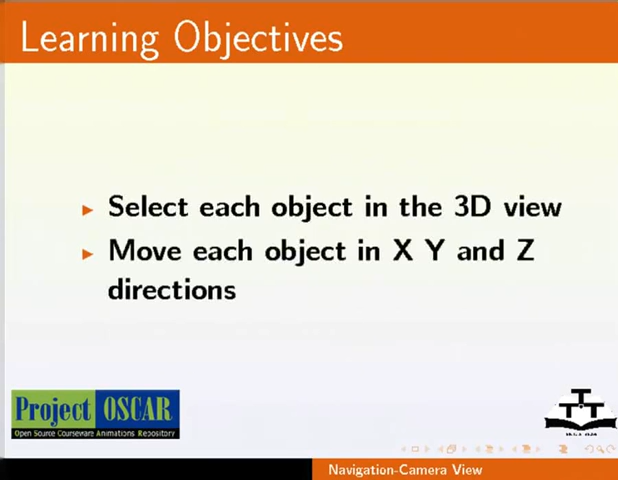 Learning Objectives
Select each object in the 3D view
Move each object in X Y and Z
directions
Project OSCAR
Open Source Courseware Animations Repository
Navigation-Camera View